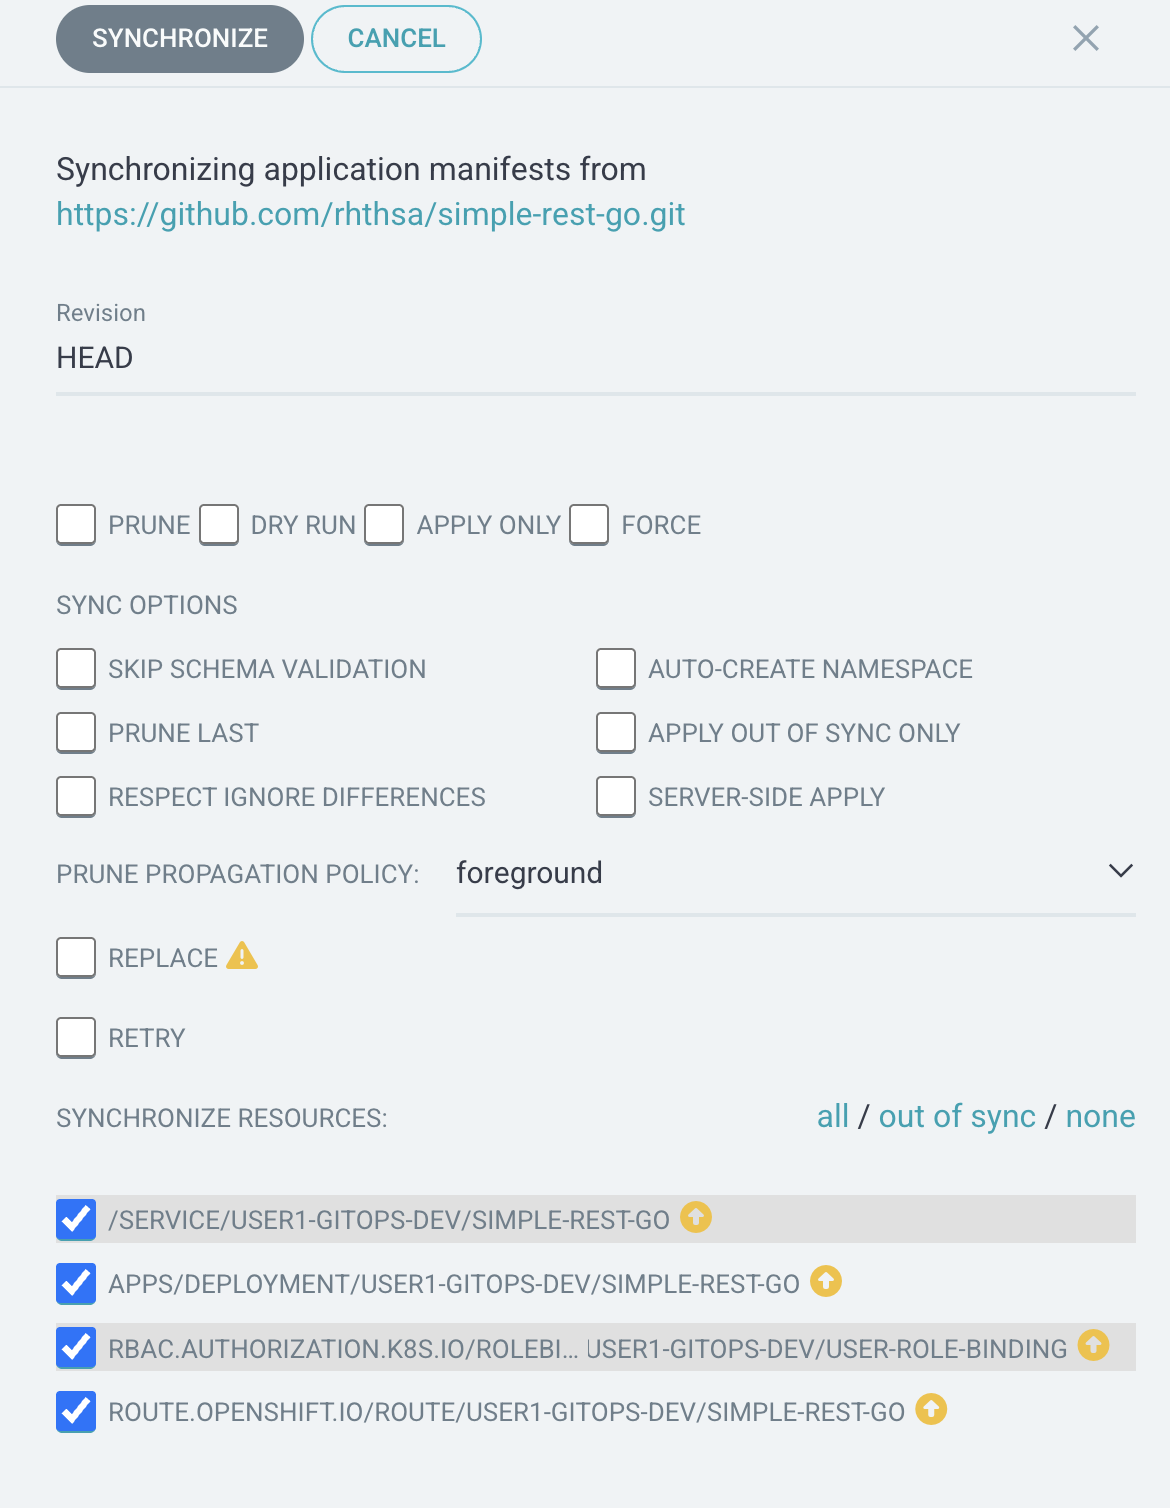 SYNCHRONIZE CANCEL
Synchronizing application manifests from
https://github.com/rhthsa/simple-rest-go.git
Revision
HEAD
PRUNE DRY RUN APPLY ONLY FORCE
SYNC OPTIONS
SKIP SCHEMA VALIDATION AUTO-CREATE NAMESPACE
PRUNE LAST APPLY OUT OF SYNC ONLY
RESPECT IGNORE DIFFERENCES SERVER-SIDE APPLY
PRUNE PROPAGATION POLICY: foreground
REPLACE
RETRY
SYNCHRONIZE RESOURCES: all / out of sync / none
/SERVICE/USER1-GITOPS-DEV/SIMPLE-REST-GO
APPS/DEPLOYMENT/USER1-GITOPS-DEV/SIMPLE-REST-GO
RBAC.AUTHORIZATION.K8S.IO/ROLEBI... USER1-GITOPS-DEV/USER-ROLE-BINDING
ROUTE.OPENSHIFT.IO/ROUTE/USER1-GITOPS-DEV/SIMPLE-REST-GO